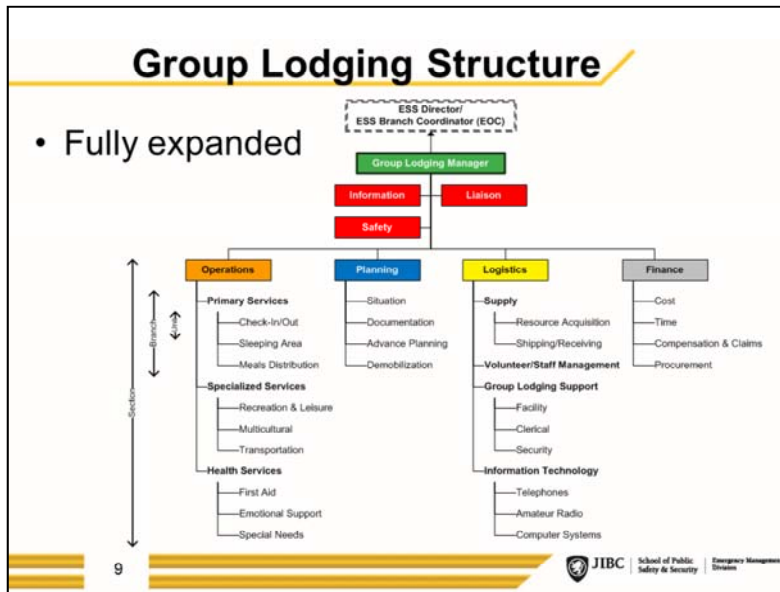 Group Lodging Structure
• Fully expanded
ESS Director/
ESS Branch Coordinator (EOC)
Group Lodging Manager
Information
Liaison
Safety
Operations
Planning
Logistics
Finance
Section
Branch
Unit
Primary Services
Check-In/Out
Sleeping Area
Meals Distribution
Specialized Services
Recreation & Leisure
Multicultural
Transportation
Health Services
First Aid
Emotional Support
Special Needs
Situation
Documentation
Advance Planning
Demobilization
Supply
Resource Acquisition
Shipping/Receiving
Volunteer/Staff Management
Group Lodging Support
Facility
Clerical
Security
Information Technology
Telephones
Amateur Radio
Computer Systems
Cost
Time
Compensation & Claims
Procurement
9
JIBC
School of Public
Safety & Security
Emergency Management
Division